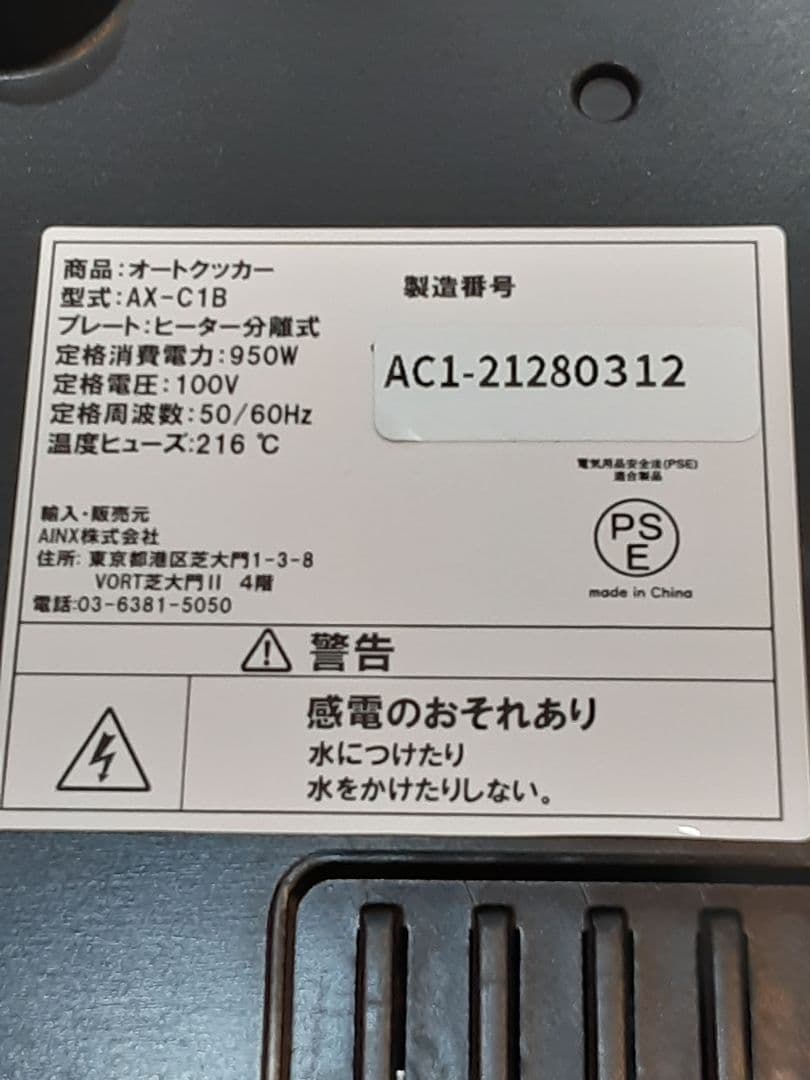 商品:オートクッカー
型式:AX-C1B
プレート:ヒーター分離式
定格消費電力:950W
定格電圧:100V
定格周波数:50/60Hz
温度ヒューズ:216 ℃
製造番号
AC1-21280312
電気用品安全法(PSE)
適合製品
PS
E
made in China
輸入・販売元
AINX株式会社
住所: 東京都港区芝大門1-3-8
VORT芝大門II 4階
電話:03-6381-5050
警告
感電のおそれあり
水につけたり
水をかけたりしない。